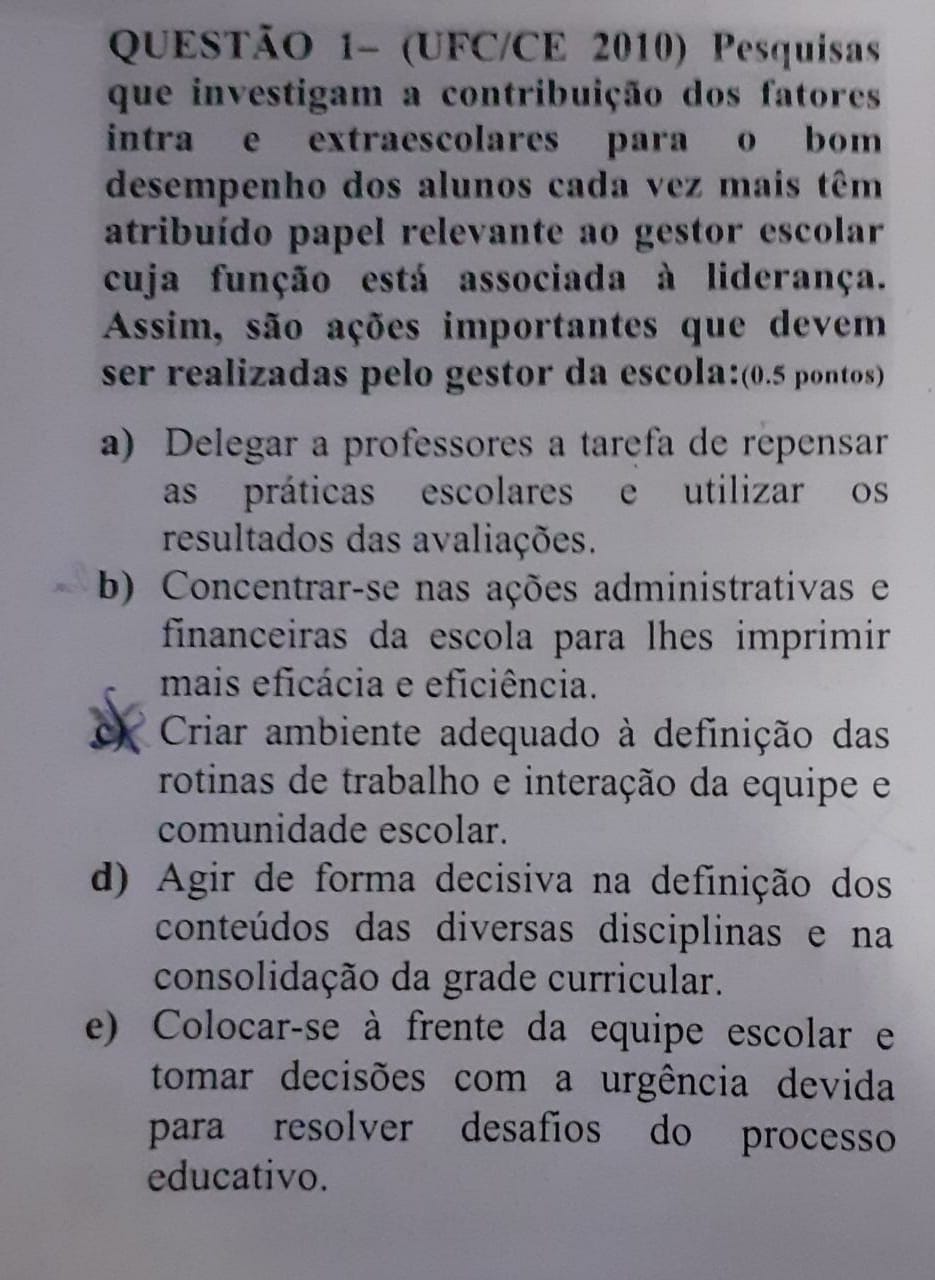 QUESTÃO 1– (UFC/CE 2010) Pesquisas
que investigam a contribuição dos fatores
intra e extraescolares para o bom
desempenho dos alunos cada vez mais têm
atribuído papel relevante ao gestor escolar
cuja função está associada à liderança.
Assim, são ações importantes que devem
ser realizadas pelo gestor da escola:(0.5 pontos)
a) Delegar a professores a tarefa de repensar
as práticas escolares e utilizar os
resultados das avaliações.
b) Concentrar-se nas ações administrativas e
financeiras da escola para lhes imprimir
mais eficácia e eficiência.
c) Criar ambiente adequado à definição das
rotinas de trabalho e interação da equipe e
comunidade escolar.
d) Agir de forma decisiva na definição dos
conteúdos das diversas disciplinas e na
consolidação da grade curricular.
e) Colocar-se à frente da equipe escolar e
tomar decisões com a urgência devida
para resolver desafios do processo
educativo.